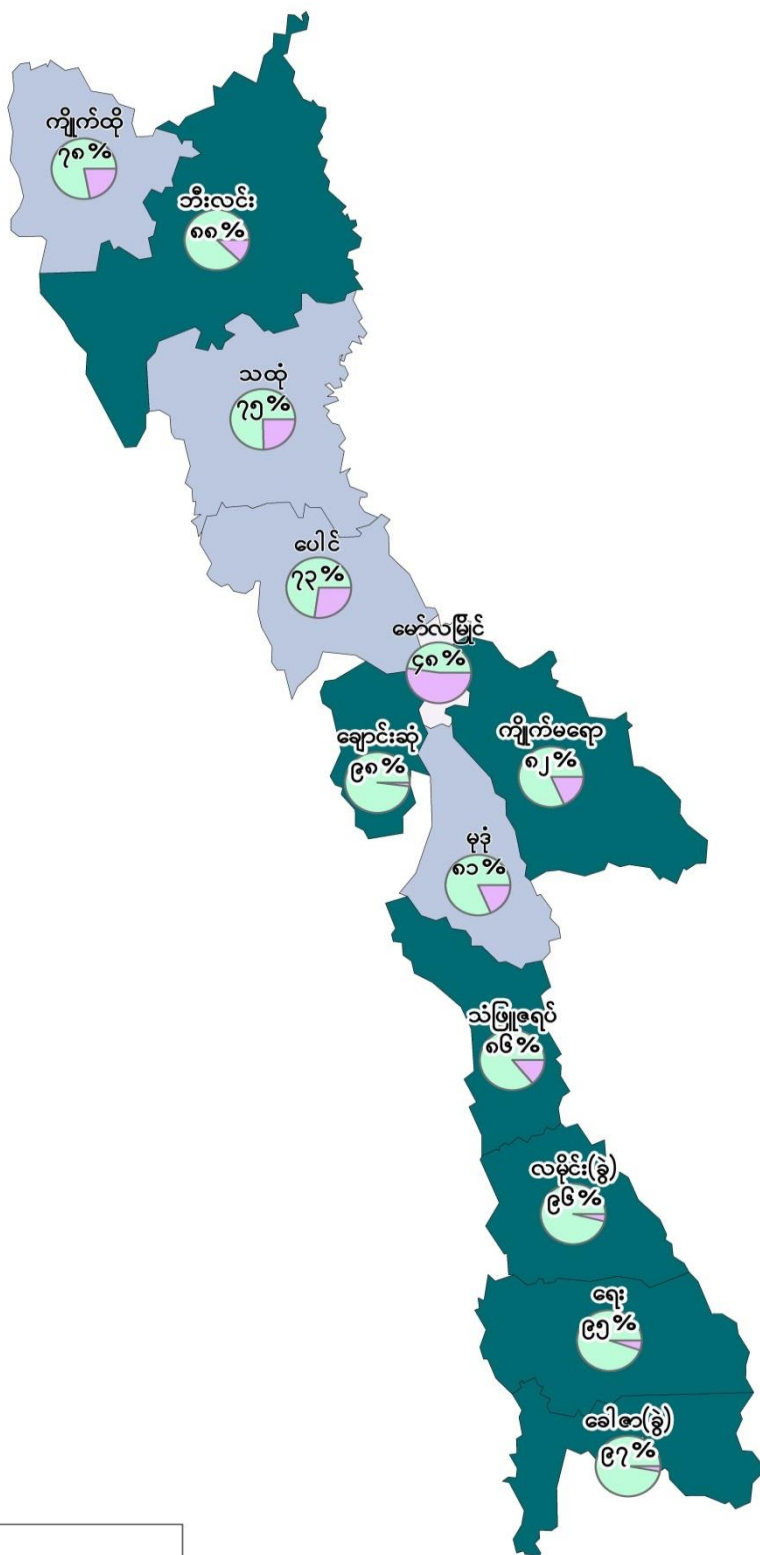 ကျိုက်ထို
၇၈%
ဘီးလင်း
၈၈%
သထုံ
၇၅%
ပေါင်
၇၃%
မော်လမြိုင်
၄၈%
ချောင်းဆုံ
၉၈%
ကျိုက်မရော
၈၂%
မုဒုံ
၈၁%
သံဖြူဇရပ်
၈၆%
လမိုင်း(ခွဲ)
၉၆%
ရေး
၉၅%
ခေါဇာ(ခွဲ)
၉၇%